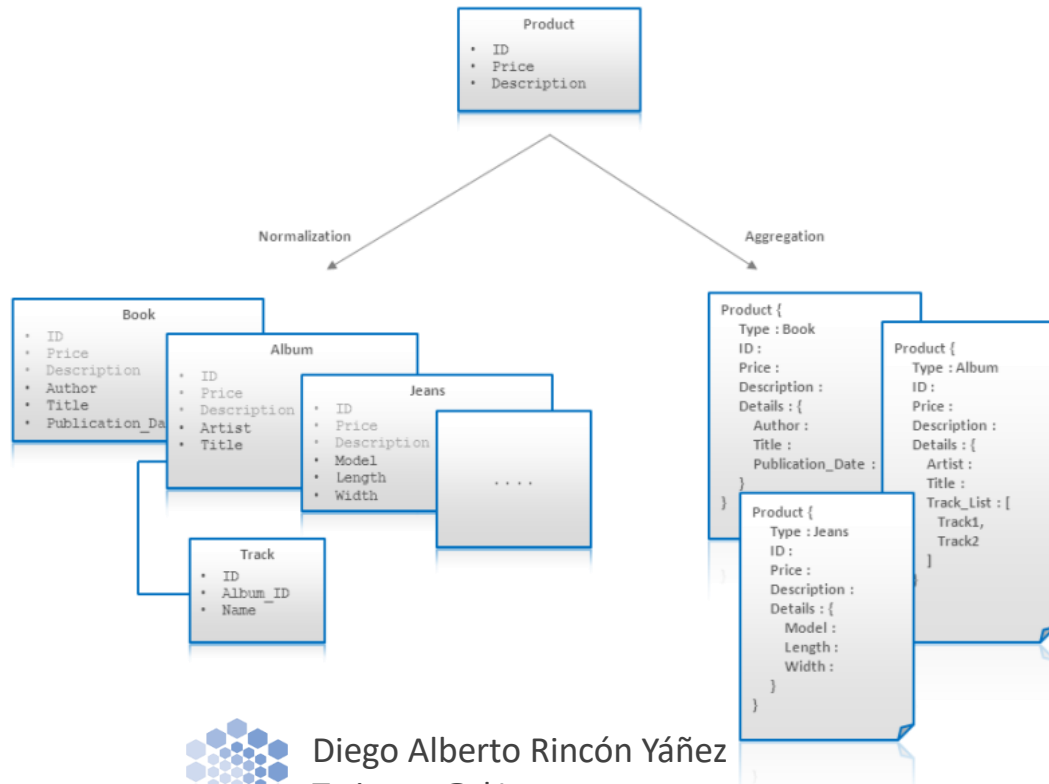 Product
• ID
• Price
• Description
Normalization
Aggregation
Book
• ID
• Price
• Description
• Author
• Title
• Publication_Da
Album
• ID
• Price
• Description
• Artist
• Title
Jeans
• ID
• Price
• Description
• Model
• Length
• Width
. . . .
Track
• ID
• Album_ID
• Name
Product {
Type : Book
ID :
Price :
Description :
Details : {
Author :
Title :
Publication_Date :
}
}
Product {
Type : Album
ID :
Price :
Description :
Details : {
Artist :
Title :
Track_List : [
Track1,
Track2
]
}
Product {
Type : Jeans
ID :
Price :
Description :
Details : {
Model :
Length :
Width :
}
}
Diego Alberto Rincón Yáñez